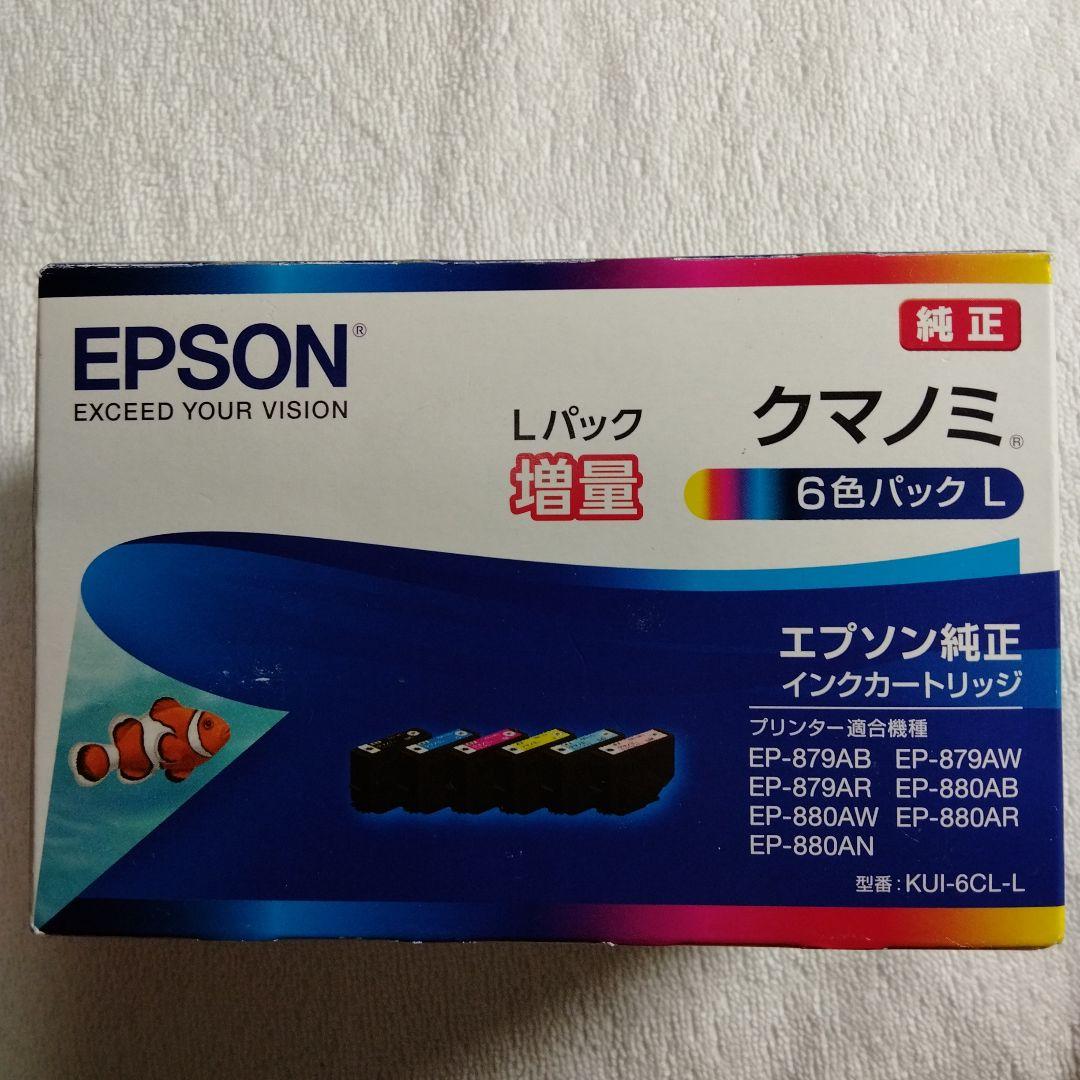 EPSON®
EXCEED YOUR VISION
純正
Lパック
増量
クマノミ®
6色パック L
エプソン純正
インクカートリッジ
プリンター適合機種
EP-879AB EP-879AW
EP-879AR EP-880AB
EP-880AW EP-880AR
EP-880AN
型番:KUI-6CL-L